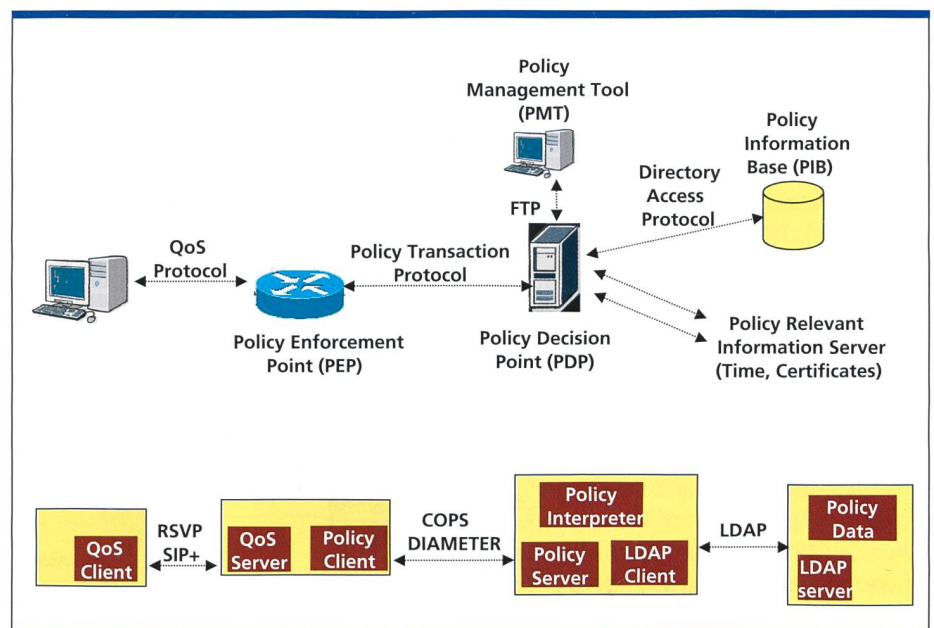 Policy
Management Tool
(PMT)
Policy
Information
Base (PIB)
Directory
Access
Protocol
FTP
QoS
Protocol
Policy Transaction
Protocol
Policy Enforcement
Point (PEP)
Policy Decision
Point (PDP)
Policy Relevant
Information Server
(Time, Certificates)
QoS
Client
RSVP
SIP+
QoS
Server
Policy
Client
COPS
DIAMETER
Policy
Interpreter
Policy
Server
LDAP
Client
LDAP
Policy
Data
LDAP
server